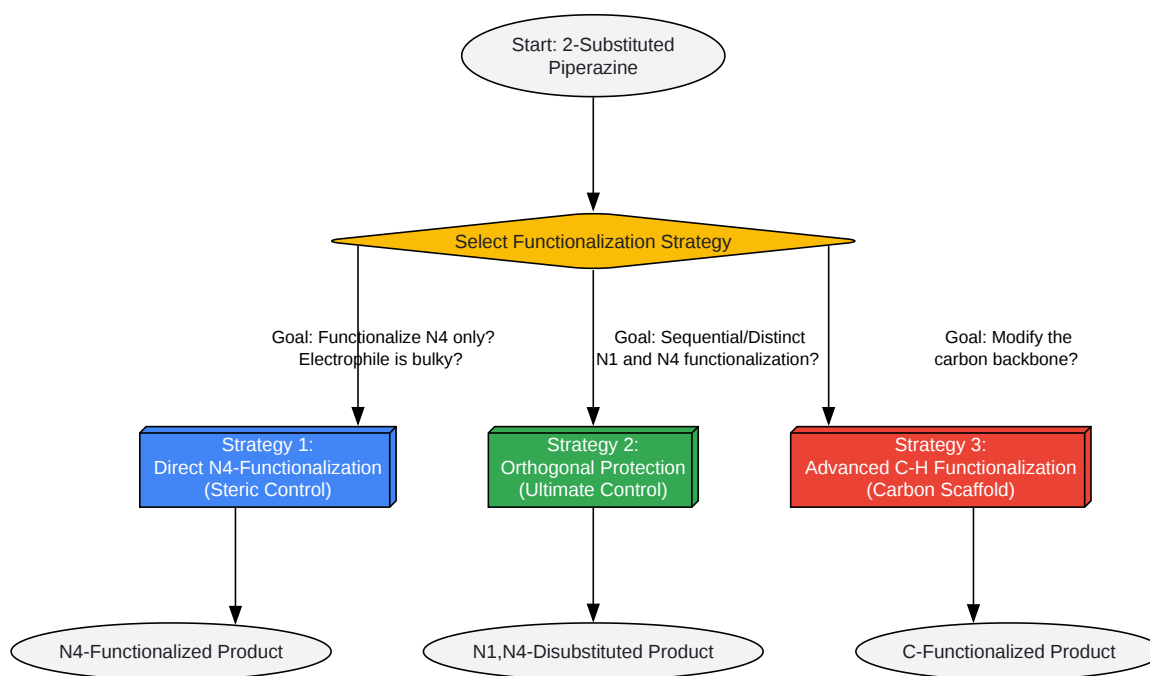 Start: 2-Substituted
Piperazine
Select Functionalization Strategy
Goal: Functionalize N4 only?
Electrophile is bulky?
Goal: Sequential/Distinct
N1 and N4 functionalization?
Goal: Modify the
carbon backbone?
Strategy 1:
Direct N4-Functionalization
(Steric Control)
Strategy 2:
Orthogonal Protection
(Ultimate Control)
Strategy 3:
Advanced C-H Functionalization
(Carbon Scaffold)
N4-Functionalized Product
N1,N4-Disubstituted Product
C-Functionalized Product